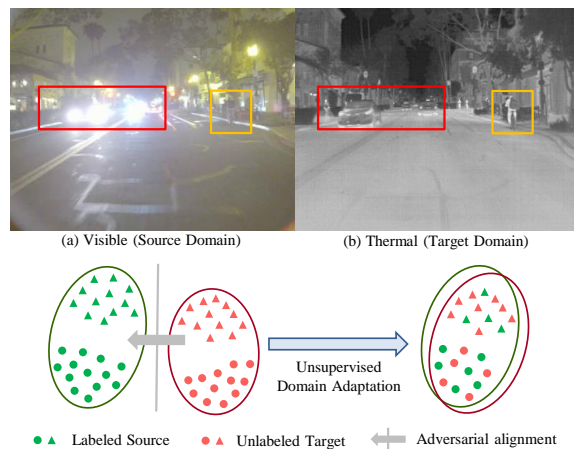 (a) Visible (Source Domain)
(b) Thermal (Target Domain)
Unsupervised
Domain Adaptation
Labeled Source
Unlabeled Target
Adversarial alignment